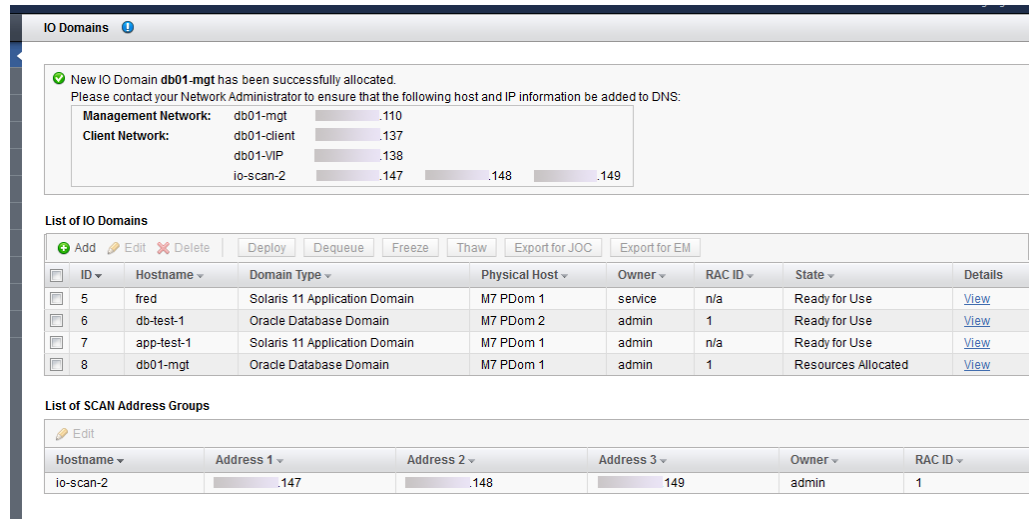 IO Domains
New IO Domain db01-mgt has been successfully allocated.
Please contact your Network Administrator to ensure that the following host and IP information be added to DNS:
Management Network: db01-mgt .110
Client Network: db01-client .137
db01-VIP .138
io-scan-2 .147 .148 .149
List of IO Domains
Add Edit Delete Deploy Dequeue Freeze Thaw Export for JOC Export for EM
ID Hostname Domain Type Physical Host Owner RAC ID State Details
5 fred Solaris 11 Application Domain M7 PDom 1 service n/a Ready for Use View
6 db-test-1 Oracle Database Domain M7 PDom 2 admin 1 Ready for Use View
7 app-test-1 Solaris 11 Application Domain M7 PDom 1 admin n/a Ready for Use View
8 db01-mgt Oracle Database Domain M7 PDom 1 admin 1 Resources Allocated View
List of SCAN Address Groups
Edit
Hostname Address 1 Address 2 Address 3 Owner RAC ID
io-scan-2 .147 .148 149 admin 1